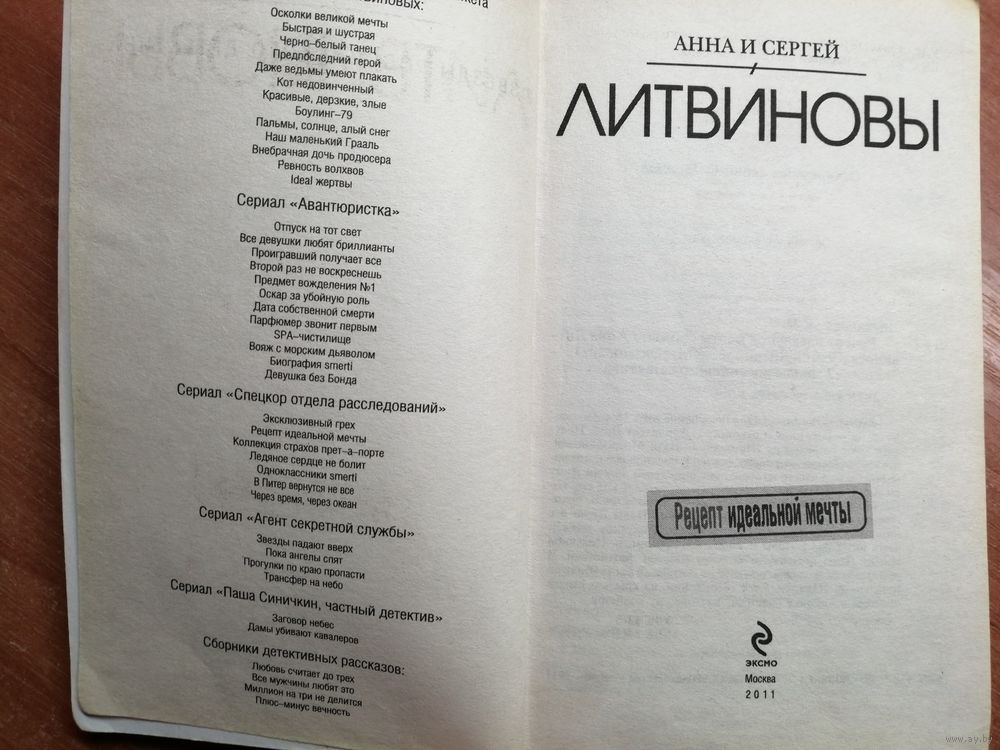 ВИНОВЫХ:
Осколки великой мечты
Быстрая и шустрая
Черно–белый танец
Предпоследний герой
Даже ведьмы умеют плакать
Кот недовинченный
Красивые, дерзкие, злые
Боулинг–79
Пальмы, солнце, алый снег
Наш маленький Грааль
Внебрачная дочь продюсера
Ревность волхвов
Ideal жертвы
Сериал «Авантюристка»
Отпуск на тот свет
Все девушки любят бриллианты
Проигравший получает все
Второй раз не воскреснешь
Предмет вожделения №1
Оскар за убойную роль
Дата собственной смерти
Парфюмер звонит первым
SPA–чистилище
Вояж с морским дьяволом
Биография smerti
Девушка без Бонда
Сериал «Спецкор отдела расследований»
Эксклюзивный грех
Рецепт идеальной мечты
Коллекция страхов прет–а–порте
Ледяное сердце не болит
Одноклассники smerti
В Питер вернутся не все
Через время, через океан
Сериал «Агент секретной службы»
Звезды падают вверх
Пока ангелы спят
Прогулки по краю пропасти
Трансфер на небо
Сериал «Паша Синичкин, частный детектив»
Заговор небес
Дамы убивают кавалеров
Сборники детективных рассказов:
Любовь считает до трех
Все мужчины любят это
Миллион на три не делится
Плюс–минус вечность
АННА И СЕРГЕЙ
ЛИТВИНОВЫ
Рецепт идеальной мечты
ЭКСМО
Москва
2011
www.ay.by